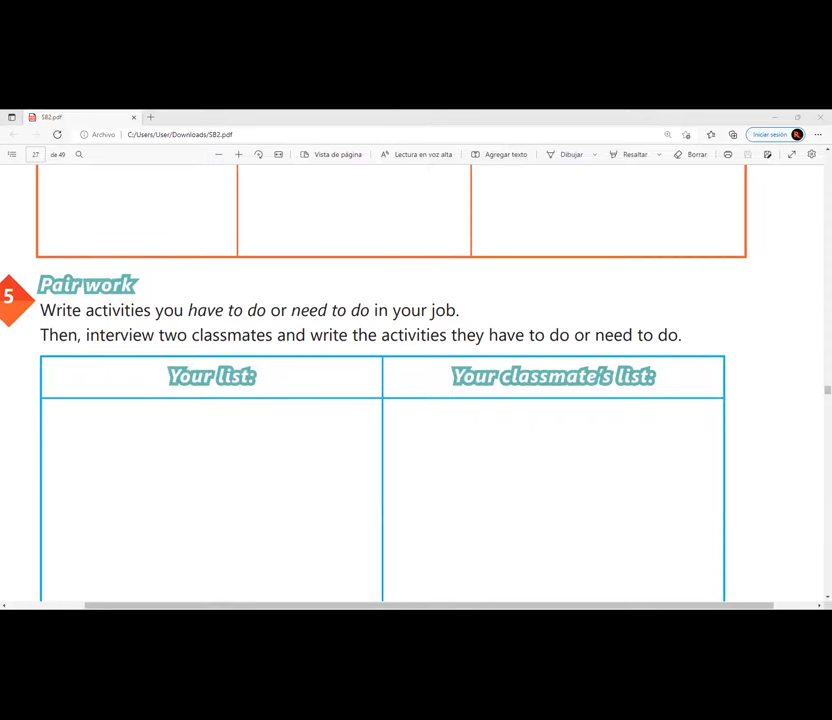 SB2.pdf
Archivo C:/Users/User/Downloads/SB2.pdf Iniciar sesión
27 de 49 Vista de página Lectura en voz alta Agregar texto Dibujar Resaltar Borrar
5 Pair work
Write activities you have to do or need to do in your job.
Then, interview two classmates and write the activities they have to do or need to do.
Your list: Your classmate's list: